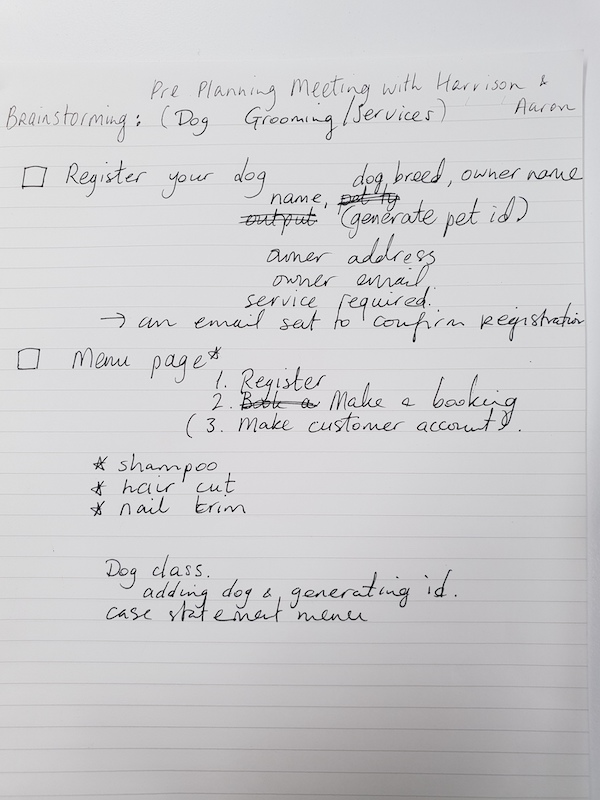 Pre Planning Meeting with Harrison &
Brainstorming: (Dog Grooming/Services) Aaron
Register your dog dog breed, owner name
name, pet ty
output (generate pet id)
owner address
owner email
service required.
→ an email set to confirm registration
Menu page*
1. Register
2. Book a Make a booking
(3. Make customer account).
* shampoo
* hair cut
* nail trim
Dog class.
adding dog & generating id.
case statement menu